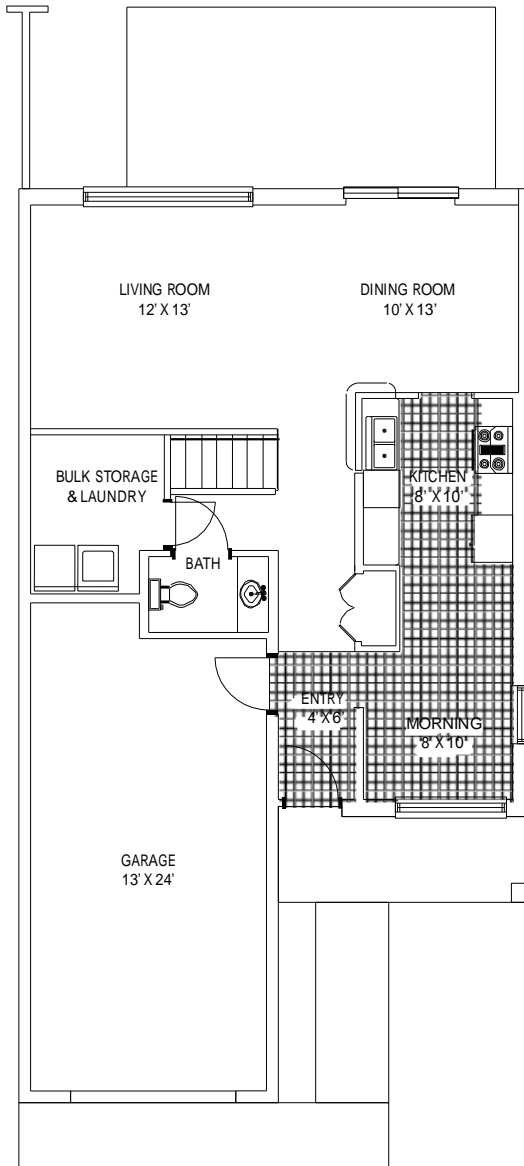 LIVING ROOM
12' X 13'
DINING ROOM
10' X 13'
BULK STORAGE
& LAUNDRY
KITCHEN
8' X 10'
BATH
ENTRY
4' X 6'
MORNING
8' X 10'
GARAGE
13' X 24'